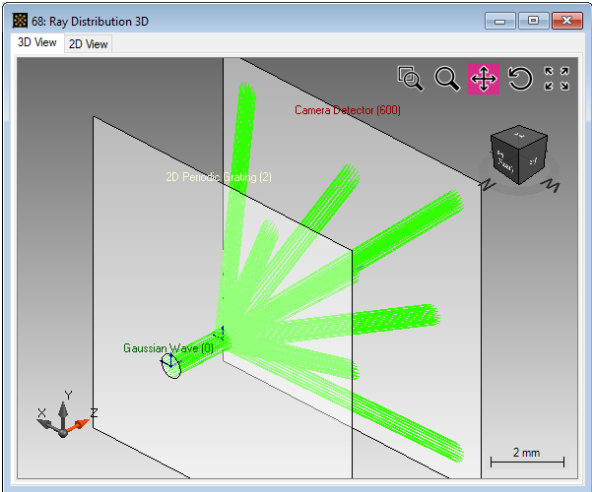 68: Ray Distribution 3D
3D View
2D View
Camera Detector (600)
2D Periodic Grating (2)
Gaussian Wave (0)
X
Y
Z
2 mm